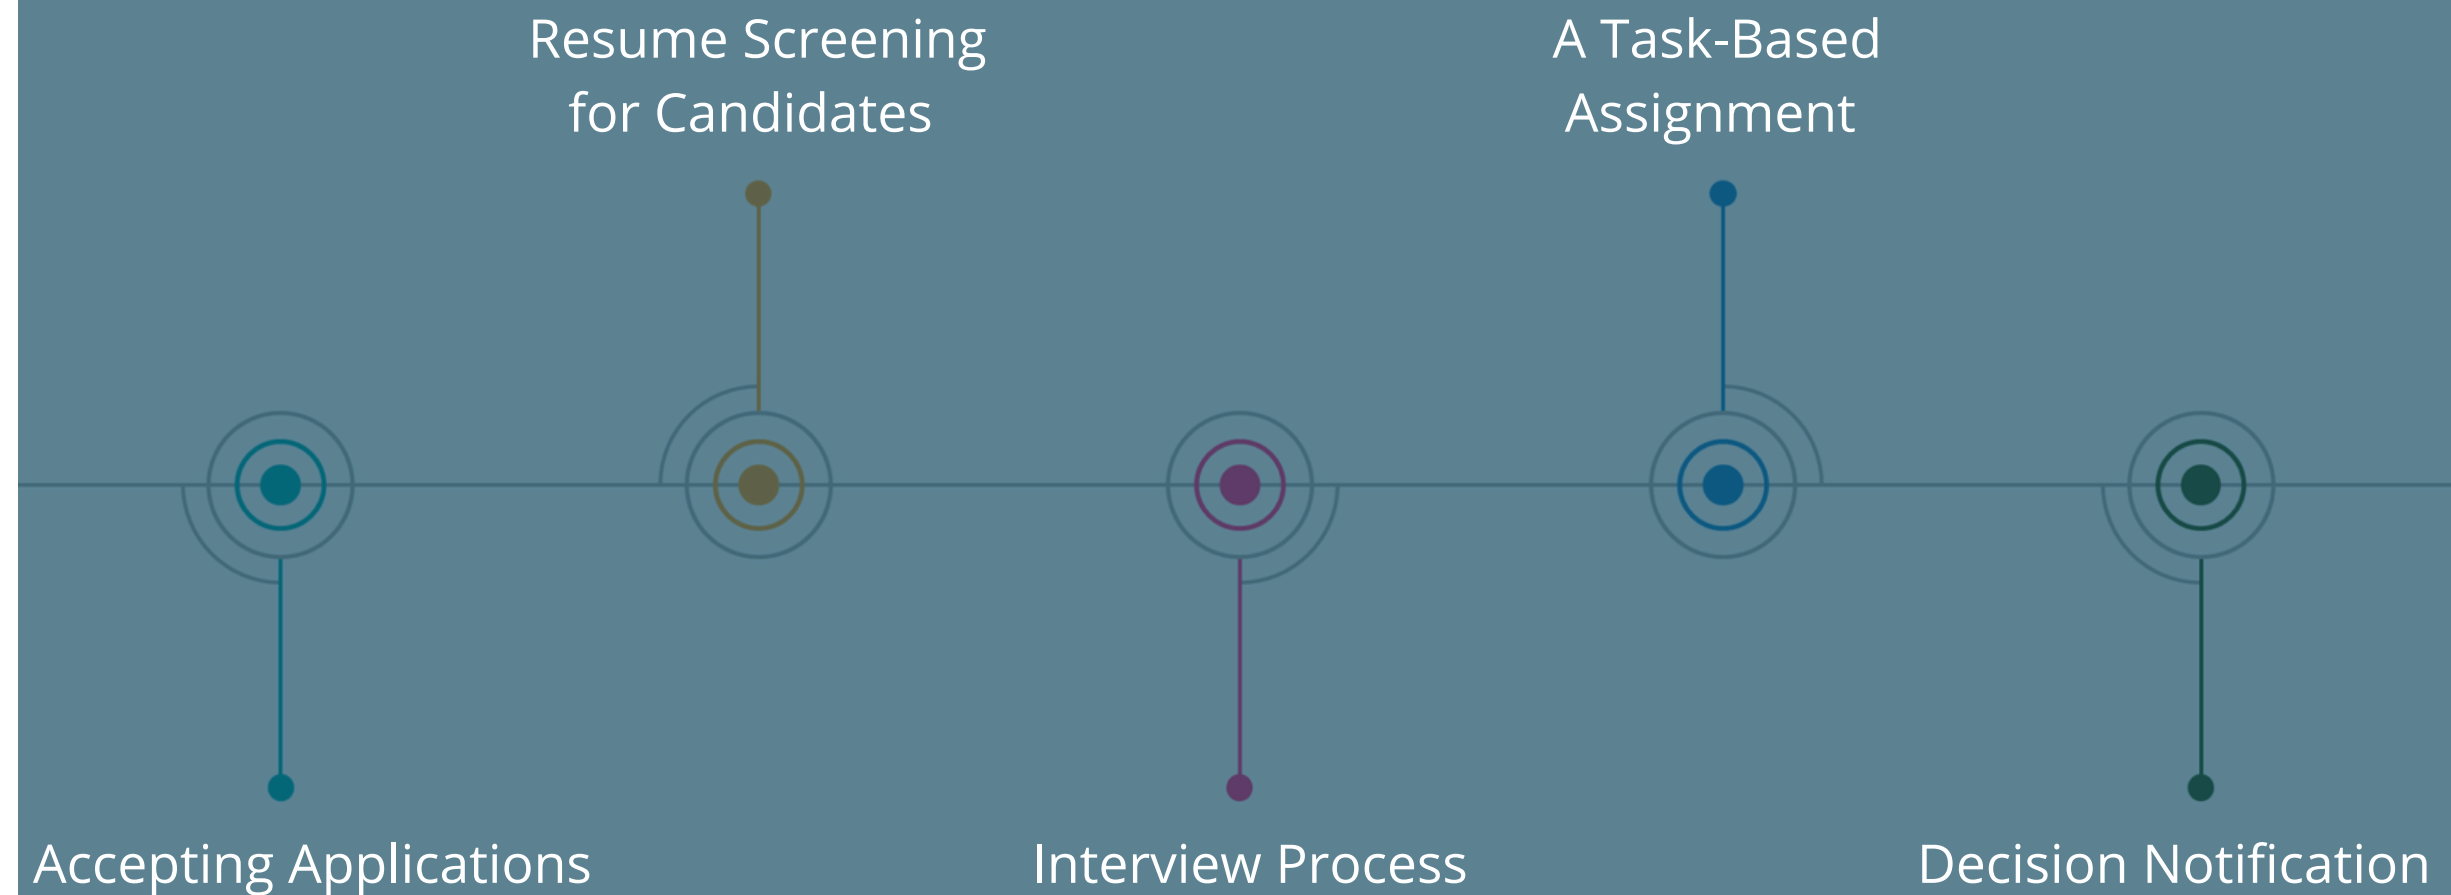 Resume Screening
for Candidates
A Task-Based
Assignment
Accepting Applications
Interview Process
Decision Notification